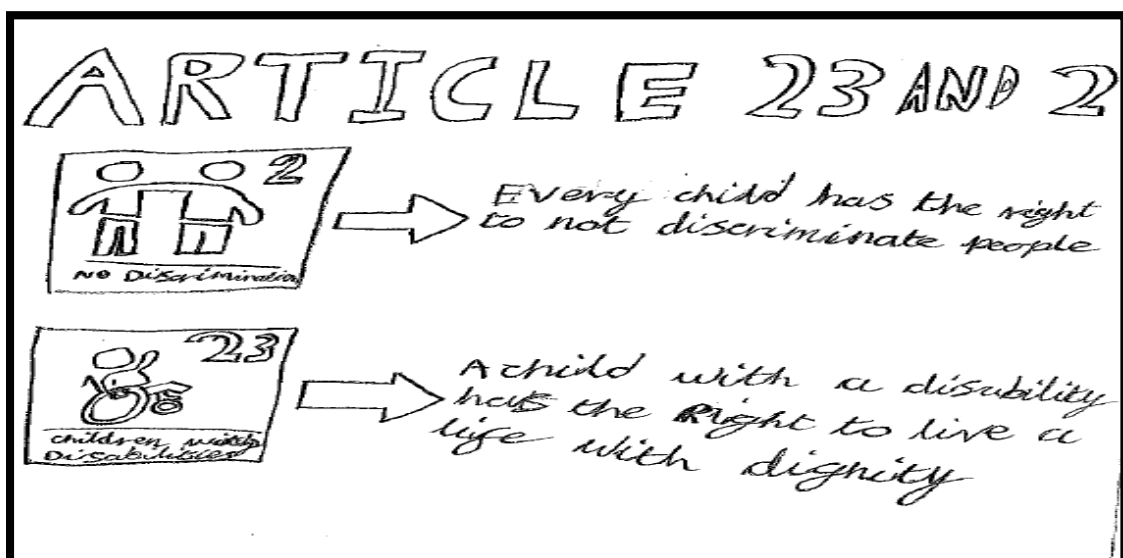 ARTICLE 23 AND 2
2
No Discrimination
Every child has the right
to not discriminate people
23
children with
Disabilities
A child with a disability
has the Right to live a
life with dignity